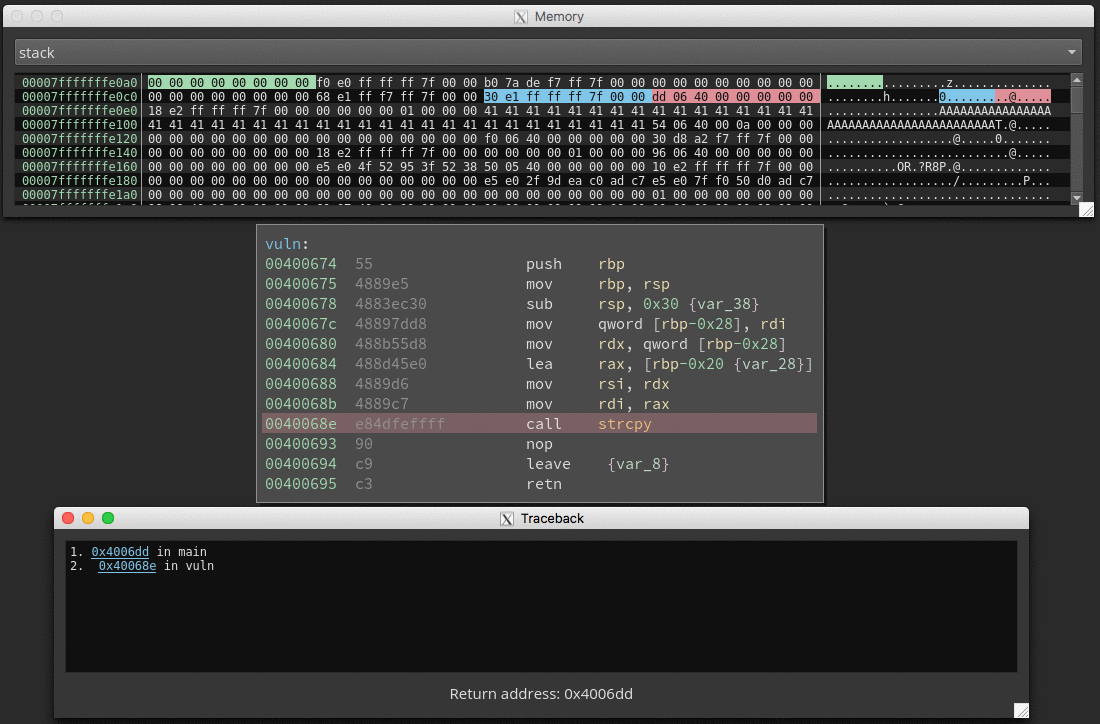 Memory
stack
00007fffffffe0a0 00 00 00 00 00 00 00 00 f0 e0 ff ff ff 7f 00 00 b0 7a de f7 ff 7f 00 00 00 00 00 00 00 00 00 00 .................z..............
00007fffffffe0c0 00 00 00 00 00 00 00 00 68 e1 ff f7 ff 7f 00 00 30 e1 ff ff ff 7f 00 00 dd 06 40 00 00 00 00 00 ........h.......0.........@.....
00007fffffffe0e0 18 e2 ff ff ff 7f 00 00 00 00 00 00 01 00 00 00 41 41 41 41 41 41 41 41 41 41 41 41 41 41 41 41 ................AAAAAAAAAAAAAAAA
00007fffffffe100 41 41 41 41 41 41 41 41 41 41 41 41 41 41 41 41 41 41 41 41 41 41 41 41 54 06 40 00 0a 00 00 00 AAAAAAAAAAAAAAAAAAAAAAAAT.@.....
00007fffffffe120 00 00 00 00 00 00 00 00 00 00 00 00 00 00 00 00 f0 06 40 00 00 00 00 00 30 d8 a2 f7 ff 7f 00 00 ..................@.....0.......
00007fffffffe140 00 00 00 00 00 00 00 00 18 e2 ff ff ff 7f 00 00 00 00 00 00 01 00 00 00 96 06 40 00 00 00 00 00 ..........................@.....
00007fffffffe160 00 00 00 00 00 00 00 00 e5 e0 4f 52 95 3f 52 38 50 05 40 00 00 00 00 00 10 e2 ff ff ff 7f 00 00 ..........OR.?R8P.@.............
00007fffffffe180 00 00 00 00 00 00 00 00 00 00 00 00 00 00 00 00 e5 e0 2f 9d ea c0 ad c7 e5 e0 7f f0 50 d0 ad c7 ................../.........P...
00007fffffffe1a0 00 00 00 00 00 00 00 00 00 00 00 00 00 00 00 00 00 00 00 00 00 00 00 00 01 00 00 00 00 00 00 00 ................................
vuln:
00400674 55 push rbp
00400675 4889e5 mov rbp, rsp
00400678 4883ec30 sub rsp, 0x30 {var_38}
0040067c 48897dd8 mov qword [rbp-0x28], rdi
00400680 488b55d8 mov rdx, qword [rbp-0x28]
00400684 488d45e0 lea rax, [rbp-0x20 {var_28}]
00400688 4889d6 mov rsi, rdx
0040068b 4889c7 mov rdi, rax
0040068e e84dfeffff call strcpy
00400693 90 nop
00400694 c9 leave {var_8}
00400695 c3 retn
Traceback
1. 0x4006dd in main
2. 0x40068e in vuln
Return address: 0x4006dd